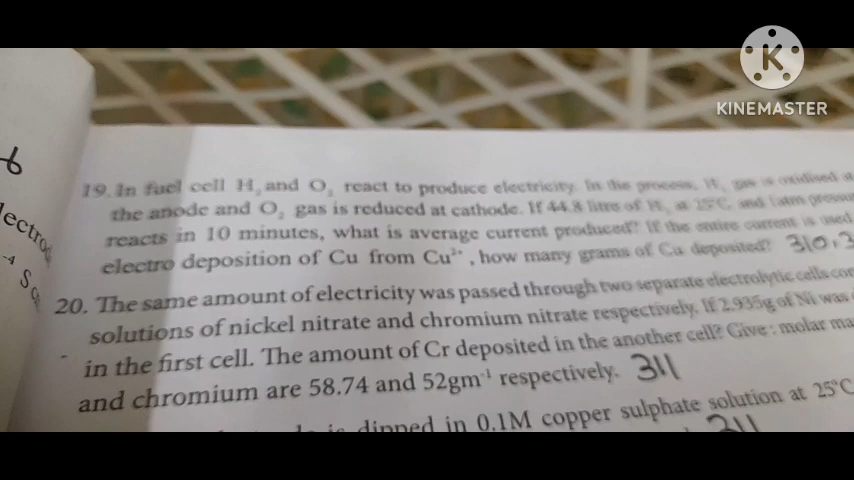 KINEMASTER
19. In fuel cell H₂ and O₂ react to produce electricity. In the process, H₂ gas is oxidised at
the anode and O₂ gas is reduced at cathode. If 44.8 litre of H₂ at 25°C and 1atm pressure
reacts in 10 minutes, what is average current produced? If the entire current is used
electro deposition of Cu from Cu²⁺, how many grams of Cu deposited? 310,3
20. The same amount of electricity was passed through two separate electrolytic cells con
solutions of nickel nitrate and chromium nitrate respectively. If 2.935g of Ni was
in the first cell. The amount of Cr deposited in the another cell? Give : molar ma
and chromium are 58.74 and 52gm⁻¹ respectively. 311
is dipped in 0.1M copper sulphate solution at 25°C
211
lectro
⁻⁴ S